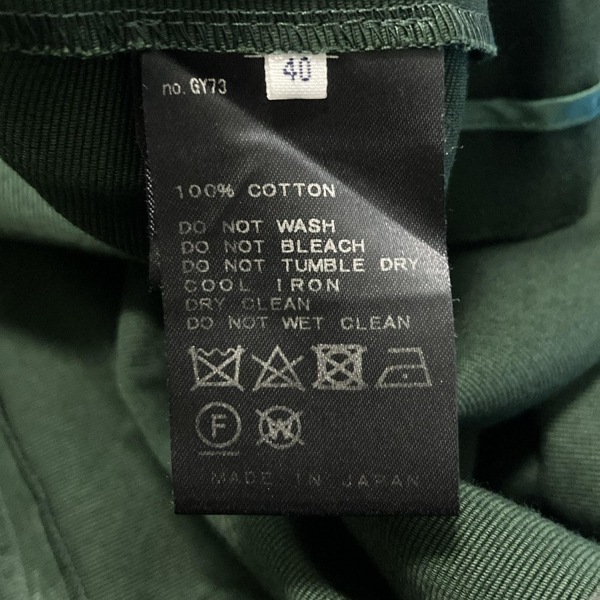 40
no. GY73
100% COTTON
DO NOT WASH
DO NOT BLEACH
DO NOT TUMBLE DRY
COOL IRON
DRY CLEAN
DO NOT WET CLEAN
F W
MADE IN JAPAN